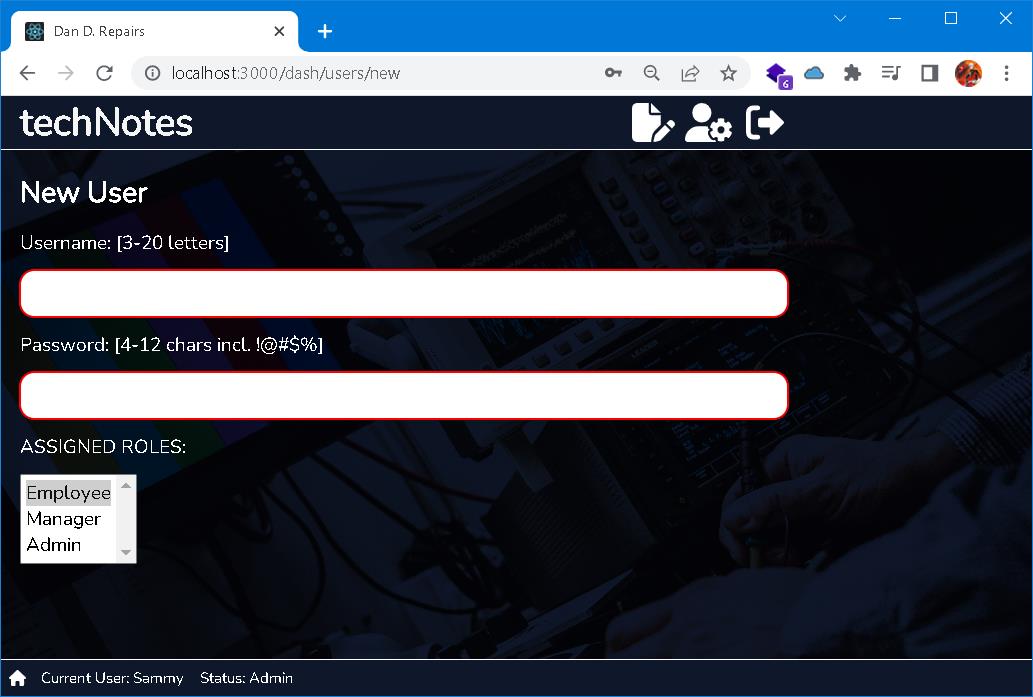 Dan D. Repairs
localhost:3000/dash/users/new
6
techNotes
New User
Username: [3-20 letters]
Password: [4-12 chars incl. !@#$%]
ASSIGNED ROLES:
Employee
Manager
Admin
Current User: Sammy Status: Admin